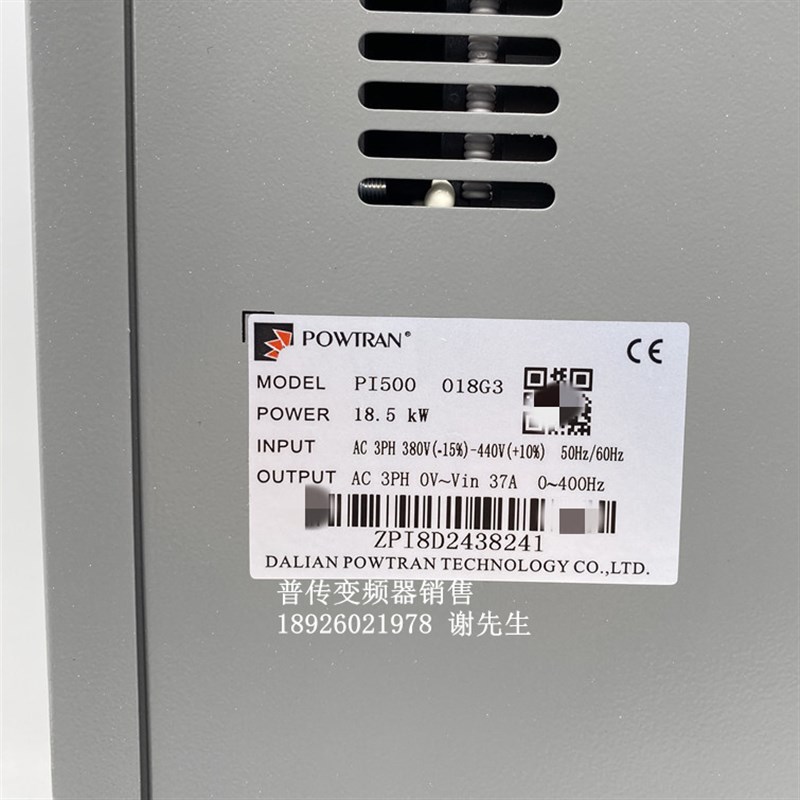 POWTRAN®
CE
MODEL PI500 018G3
POWER 18.5 kW
INPUT AC 3PH 380V(-15%)-440V(+10%) 50Hz/60Hz
OUTPUT AC 3PH 0V~Vin 37A 0~400Hz
ZPI8D2438241
DALIAN POWTRAN TECHNOLOGY CO.,LTD.
普传变频器销售
18926021978 谢先生